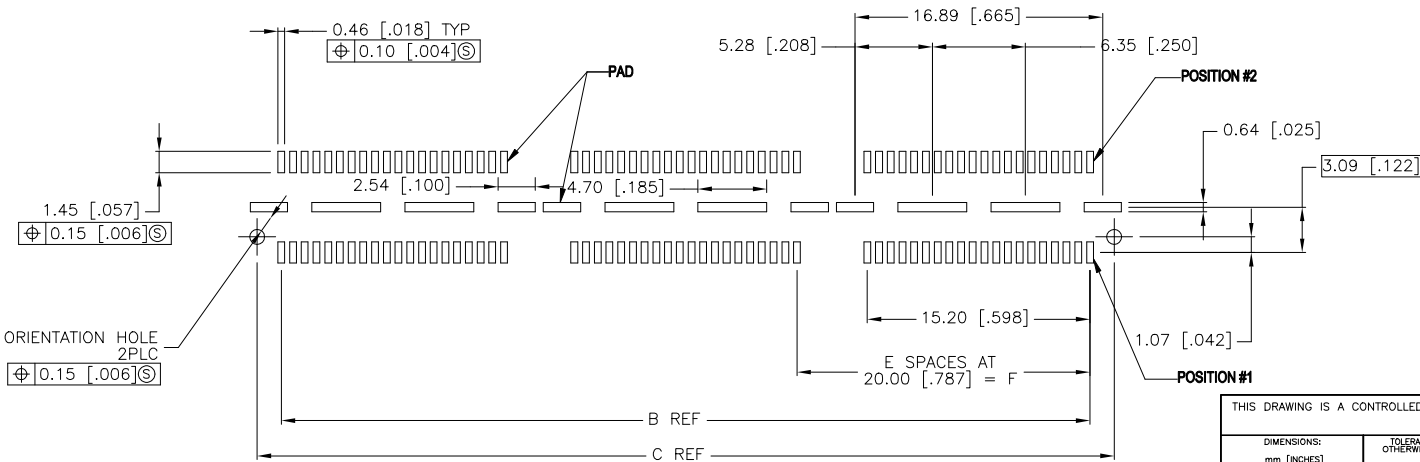 0.46 [.018] TYP
⌖ 0.10 [.004]Ⓢ
16.89 [.665]
5.28 [.208]
6.35 [.250]
PAD
POSITION #2
0.64 [.025]
3.09 [.122]
2.54 [.100]
4.70 [.185]
1.45 [.057]
⌖ 0.15 [.006]Ⓢ
15.20 [.598]
1.07 [.042]
ORIENTATION HOLE
2PLC
⌖ 0.15 [.006]Ⓢ
E SPACES AT
20.00 [.787] = F
POSITION #1
B REF
C REF
THIS DRAWING IS A CONTROLLED
DIMENSIONS:
mm [INCHES]